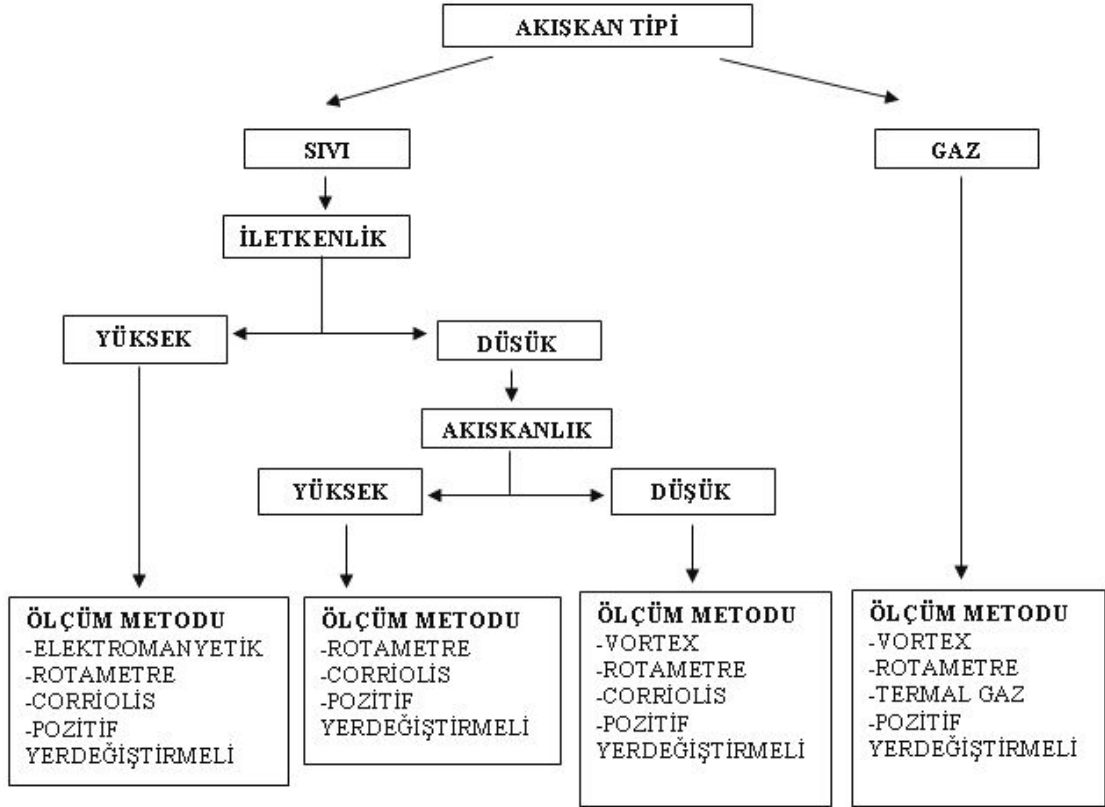 AKIŞKAN TİPİ
SIVI
GAZ
İLETKENLİK
YÜKSEK
DÜSÜK
AKISKANLIK
YÜKSEK
DÜŞÜK
ÖLÇÜM METODU
-ELEKTROMANYETİK
-ROTAMETRE
-CORRİOLİS
-POZİTİF
YERDEĞİŞTİRMELİ
ÖLÇÜM METODU
-ROTAMETRE
-CORRİOLİS
-POZİTİF
YERDEĞİŞTİRMELİ
ÖLÇÜM METODU
-VORTEX
-ROTAMETRE
-CORRİOLİS
-POZİTİF
YERDEĞİŞTİRMELİ
ÖLÇÜM METODU
-VORTEX
-ROTAMETRE
-TERMAL GAZ
-POZİTİF
YERDEĞİŞTİRMELİ